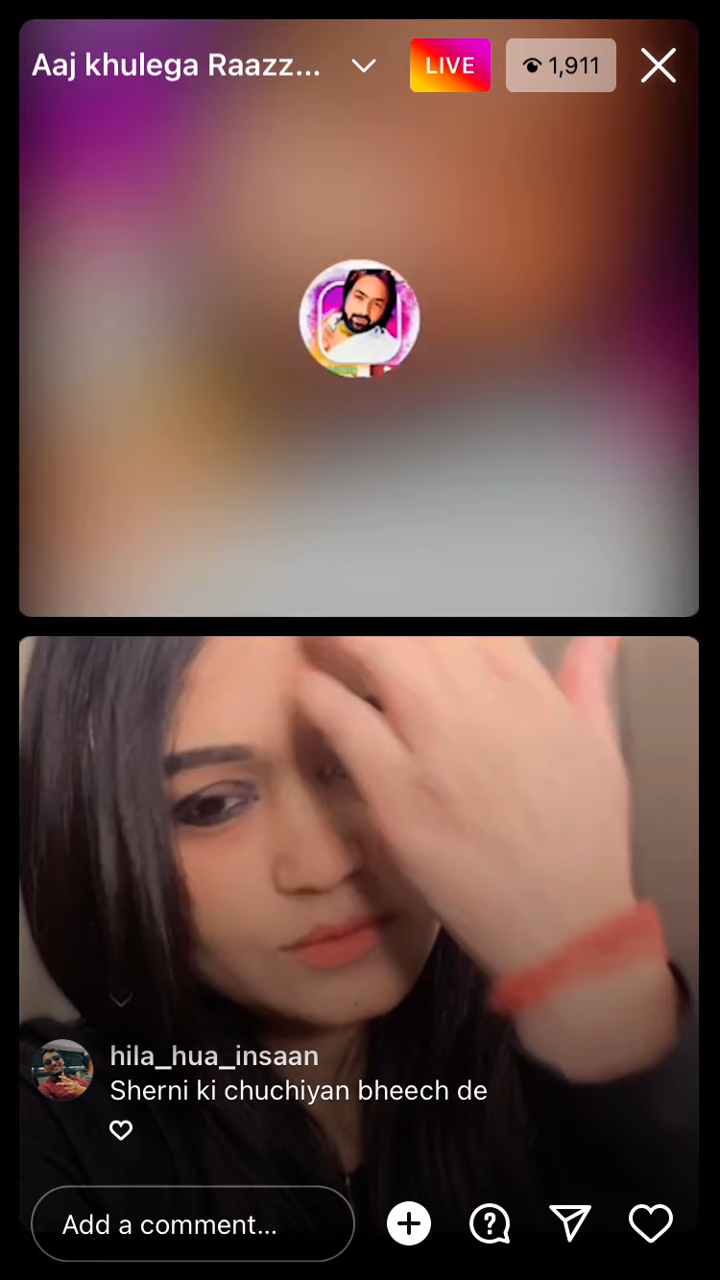 Aaj khulega Raazz...
LIVE
1,911
hila_hua_insaan
Sherni ki chuchiyan bheech de
Add a comment...